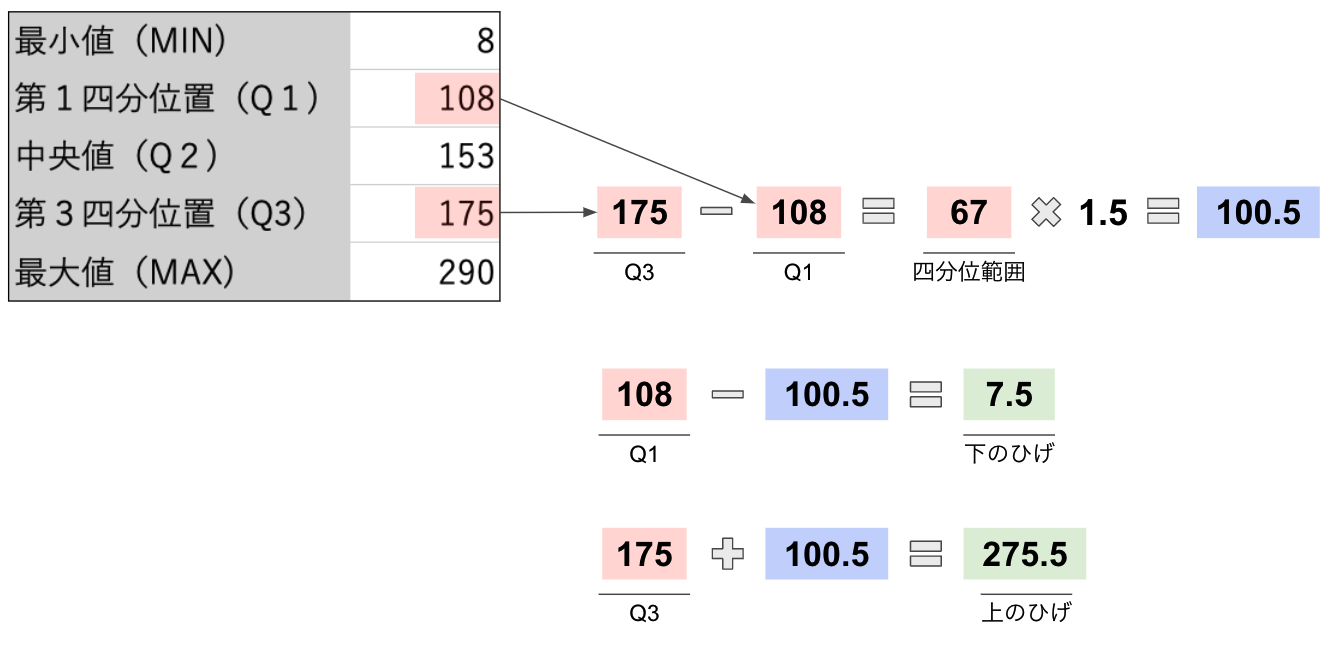 最小値（MIN） 8
第１四分位置（Q１） 108
中央値（Q２） 153
第３四分位置（Q3） 175
最大値（MAX） 290
175 － 108 ＝ 67 × 1.5 ＝ 100.5
Q3 Q1 四分位範囲
108 － 100.5 ＝ 7.5
Q1 下のひげ
175 ＋ 100.5 ＝ 275.5
Q3 上のひげ